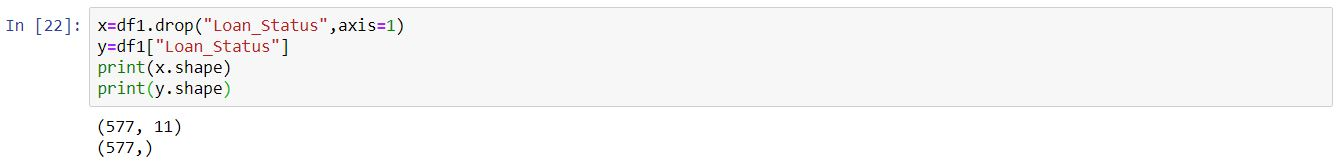 In [22]: x=df1.drop("Loan_Status",axis=1)
y=df1["Loan_Status"]
print(x.shape)
print(y.shape)
(577, 11)
(577,)